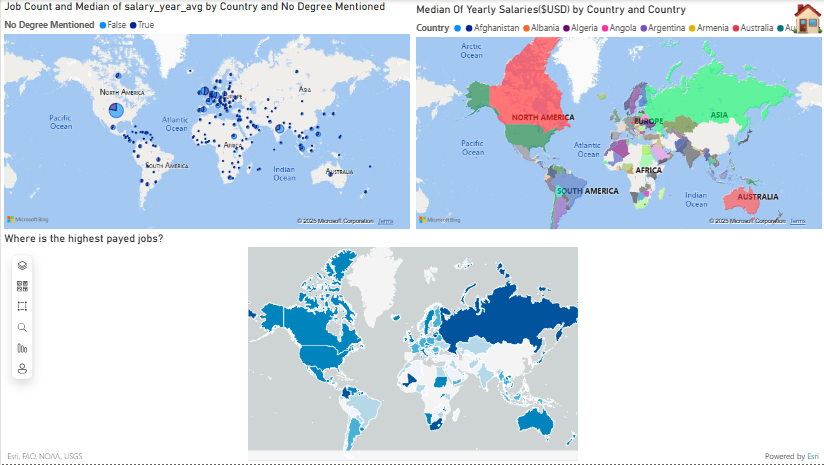 Job Count and Median of salary_year_avg by Country and No Degree Mentioned
No Degree Mentioned False True
NORTH AMERICA
ASIA
Pacific
Ocean
Atlantic
Ocean
AFRICA
SOUTH AMERICA
Indian
Ocean
AUSTRALIA
Microsoft Bing
© 2025 Microsoft Corporation Terms
Median Of Yearly Salaries($USD) by Country and Country
Country Afghanistan Albania Algeria Angola Argentina Armenia Australia Au
Arctic
Ocean
NORTH AMERICA
EUROPE
ASIA
Pacific
Ocean
Atlantic
Ocean
AFRICA
SOUTH AMERICA
Indian
Ocean
AUSTRALIA
Microsoft Bing
© 2025 Microsoft Corporation Terms
Where is the highest payed jobs?
Esri, FAO, NOAA, USGS
Powered by Esri